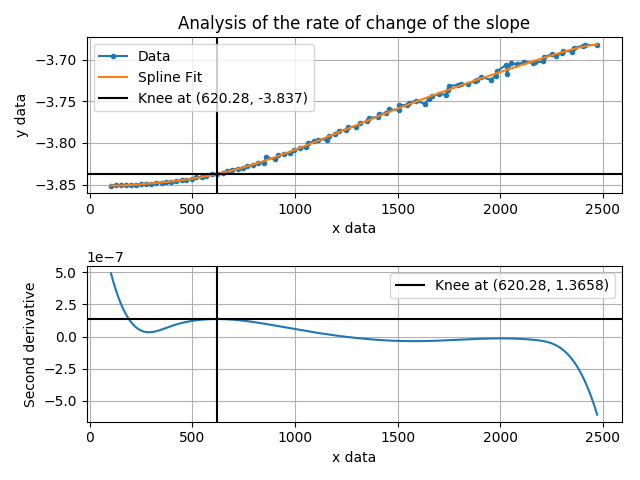 Analysis of the rate of change of the slope
Data
Spline Fit
Knee at (620.28, -3.837)
y data
−3.70
−3.75
−3.80
−3.85
0
500
1000
1500
2000
2500
x data
1e−7
Knee at (620.28, 1.3658)
Second derivative
5.0
2.5
0.0
−2.5
−5.0
0
500
1000
1500
2000
2500
x data